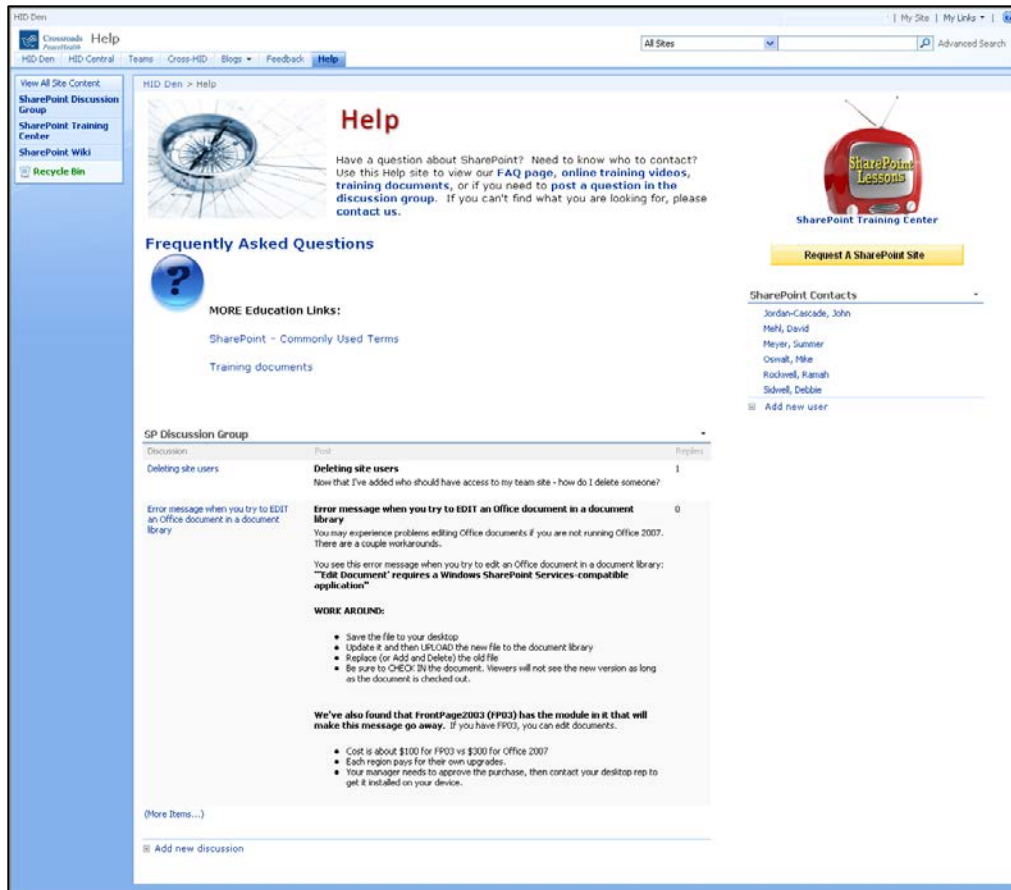 HID Den
| My Site | My Links ▾ |
Crossroads
PeaceHealth
Help
All Sites
Advanced Search
HID Den HID Central Teams Cross-HID Blogs ▾ Feedback Help
View All Site Content
SharePoint Discussion
Group
SharePoint Training
Center
SharePoint Wiki
Recycle Bin
HID Den > Help
Help
Have a question about SharePoint? Need to know who to contact?
Use this Help site to view our FAQ page, online training videos,
training documents, or if you need to post a question in the
discussion group. If you can't find what you are looking for, please
contact us.
SharePoint
Lessons
SharePoint Training Center
Request A SharePoint Site
SharePoint Contacts
Jordan-Cascade, John
Mehl, David
Meyer, Summer
Oswalt, Mike
Rockwell, Ramah
Sidwell, Debbie
Add new user
Frequently Asked Questions
?
MORE Education Links:
SharePoint - Commonly Used Terms
Training documents
SP Discussion Group
Discussion Post Replies
Deleting site users Deleting site users 1
Now that I've added who should have access to my team site - how do I delete someone?
Error message when you try to EDIT
an Office document in a document
library
Error message when you try to EDIT an Office document in a document 0
library
You may experience problems editing Office documents if you are not running Office 2007.
There are a couple workarounds.
You see this error message when you try to edit an Office document in a document library:
"'Edit Document' requires a Windows SharePoint Services-compatible
application"
WORK AROUND:
• Save the file to your desktop
• Update it and then UPLOAD the new file to the document library
• Replace (or Add and Delete) the old file
• Be sure to CHECK IN the document. Viewers will not see the new version as long
as the document is checked out.
We've also found that FrontPage2003 (FP03) has the module in it that will
make this message go away. If you have FP03, you can edit documents.
• Cost is about $100 for FP03 vs $300 for Office 2007
• Each region pays for their own upgrades.
• Your manager needs to approve the purchase, then contact your desktop rep to
get it installed on your device.
(More Items...)
Add new discussion